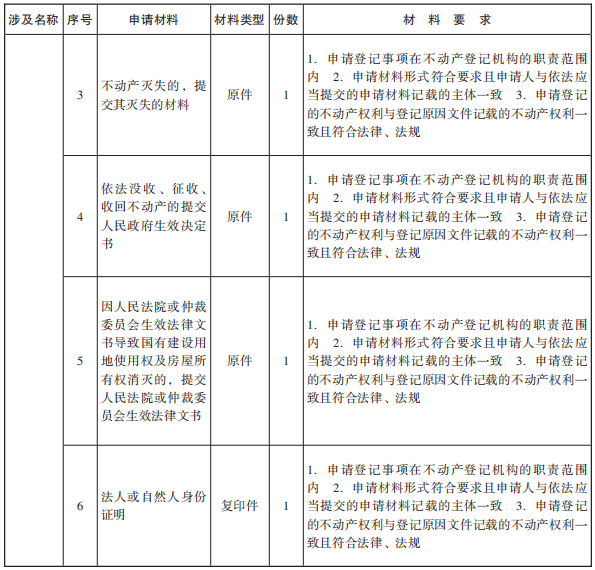 涉及名称 序号 申请材料 材料类型 份数 材 料 要 求
3
不动产灭失的，提
交其灭失的材料
原件
1
1. 申请登记事项在不动产登记机构的职责范围
内 2. 申请材料形式符合要求且申请人与依法应
当提交的申请材料记载的主体一致 3. 申请登记
的不动产权利与登记原因文件记载的不动产权利一
致且符合法律、法规
4
依法没收、征收、
收回不动产的提交
人民政府生效决定
书
原件
1
1. 申请登记事项在不动产登记机构的职责范围
内 2. 申请材料形式符合要求且申请人与依法应
当提交的申请材料记载的主体一致 3. 申请登记
的不动产权利与登记原因文件记载的不动产权利一
致且符合法律、法规
5
因人民法院或仲裁
委员会生效法律文
书导致国有建设用
地使用权及房屋所
有权消灭的，提交
人民法院或仲裁委
员会生效法律文书
原件
1
1. 申请登记事项在不动产登记机构的职责范围
内 2. 申请材料形式符合要求且申请人与依法应
当提交的申请材料记载的主体一致 3. 申请登记
的不动产权利与登记原因文件记载的不动产权利一
致且符合法律、法规
6
法人或自然人身份
证明
复印件
1
1. 申请登记事项在不动产登记机构的职责范围
内 2. 申请材料形式符合要求且申请人与依法应
当提交的申请材料记载的主体一致 3. 申请登记
的不动产权利与登记原因文件记载的不动产权利一
致且符合法律、法规